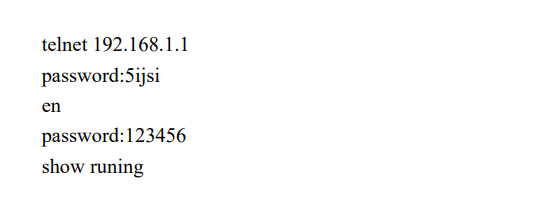 telnet 192.168.1.1
password:5ijsi
en
password:123456
show runing